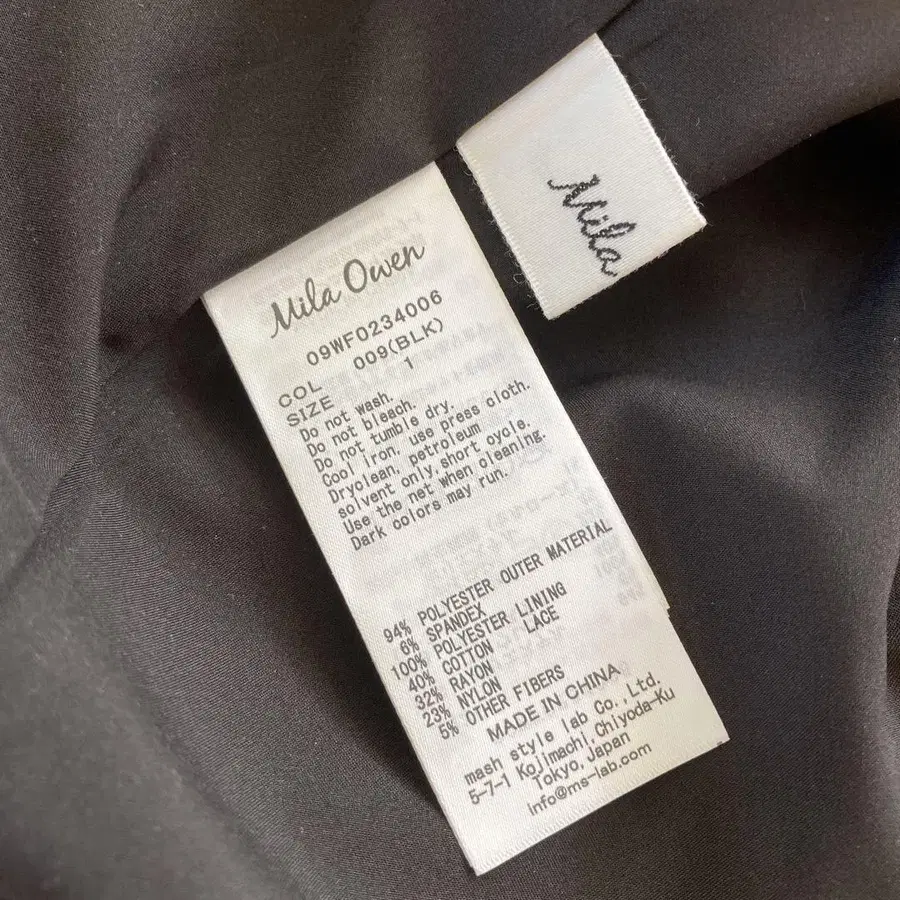 Mila
Mila Owen
09WF0234006
COL 009(BLK)
SIZE 1
Do not wash.
Do not bleach.
Do not tumble dry.
Cool iron, use press cloth.
Dryclean, petroleum
solvent only, short cycle.
Use the net when cleaning.
Dark colors may run.
94% POLYESTER OUTER MATERIAL
6% SPANDEX
100% POLYESTER LINING
40% COTTON LACE
32% RAYON
23% NYLON
5% OTHER FIBERS
MADE IN CHINA
mash style lab Co., Ltd.
5-7-1 Kojimachi, Chiyoda-Ku
Tokyo, Japan
info@ms-lab.com